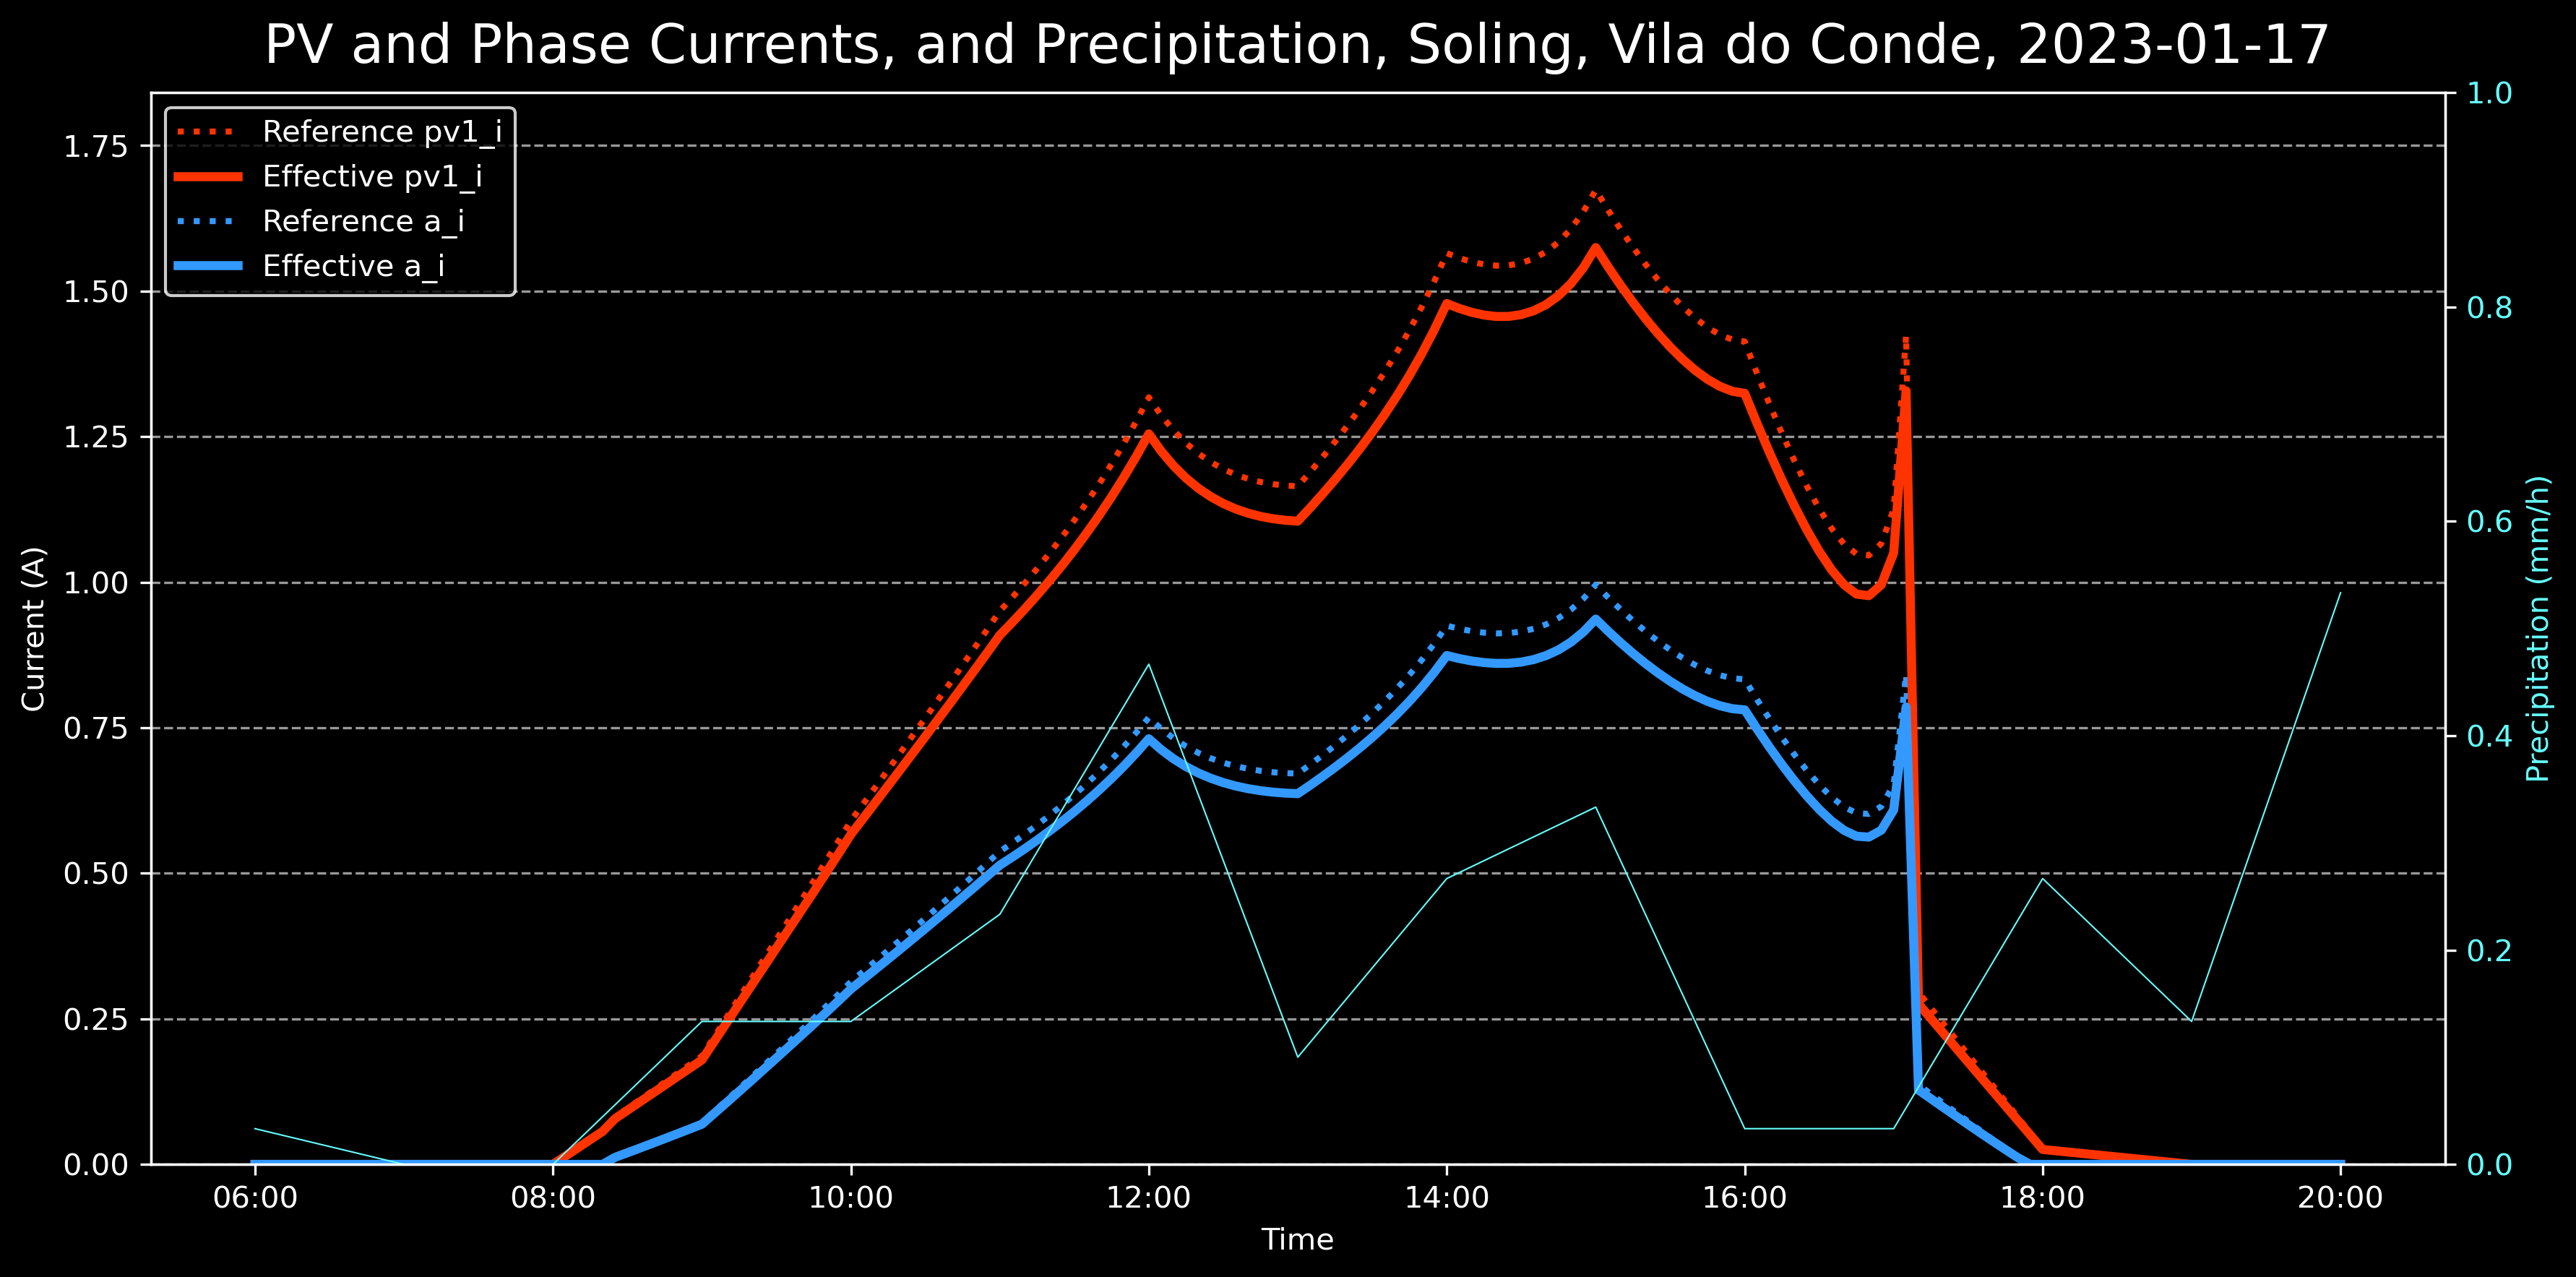 PV and Phase Currents, and Precipitation, Soling, Vila do Conde, 2023-01-17
Reference pv1_i
Effective pv1_i
Reference a_i
Effective a_i
Current (A)
1.75
1.50
1.25
1.00
0.75
0.50
0.25
0.00
1.0
0.8
0.6
0.4
0.2
0.0
Precipitation (mm/h)
06:00 08:00 10:00 12:00 14:00 16:00 18:00 20:00
Time